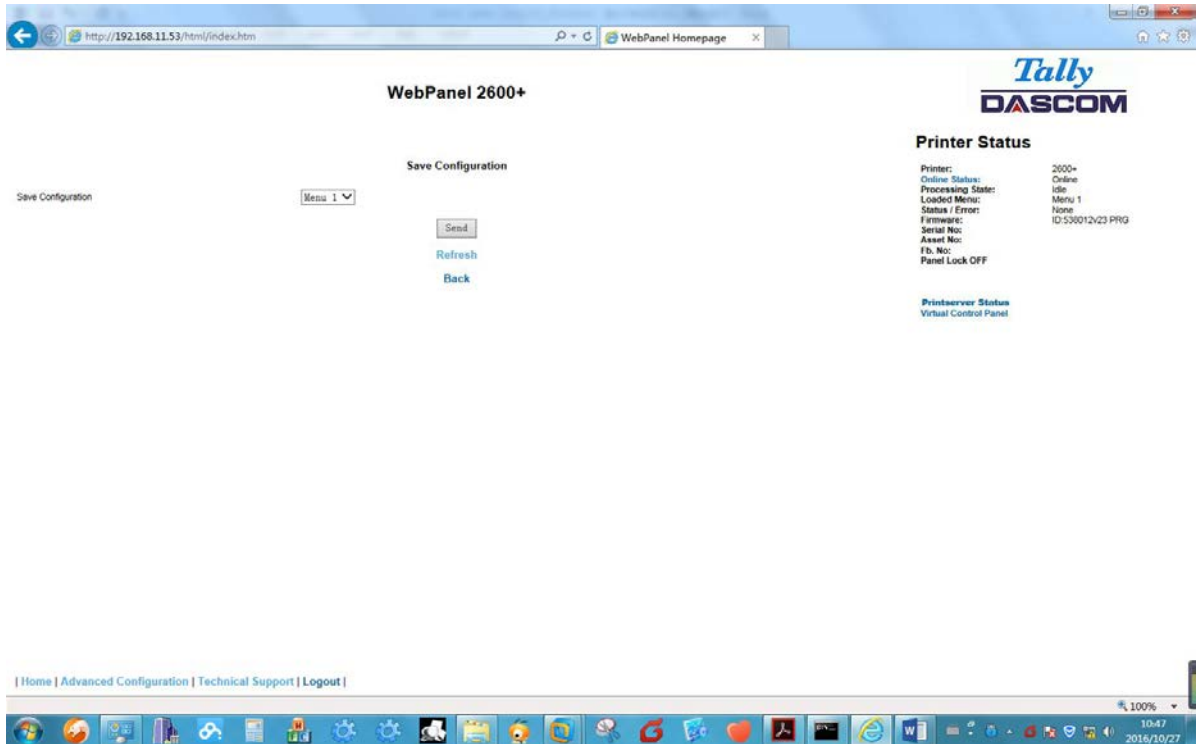 http://192.168.11.53/html/index.htm
WebPanel Homepage
Tally
DASCOM
WebPanel 2600+
Save Configuration
Save Configuration
Menu 1
Send
Refresh
Back
Printer Status
Printer: 2600+
Online Status: Online
Processing State: Idle
Loaded Menu: Menu 1
Status / Error: None
Firmware: ID:538012v23 PRG
Serial No:
Asset No:
Fb. No:
Panel Lock OFF
Printserver Status
Virtual Control Panel
| Home | Advanced Configuration | Technical Support | Logout |
100%
10:47
2016/10/27